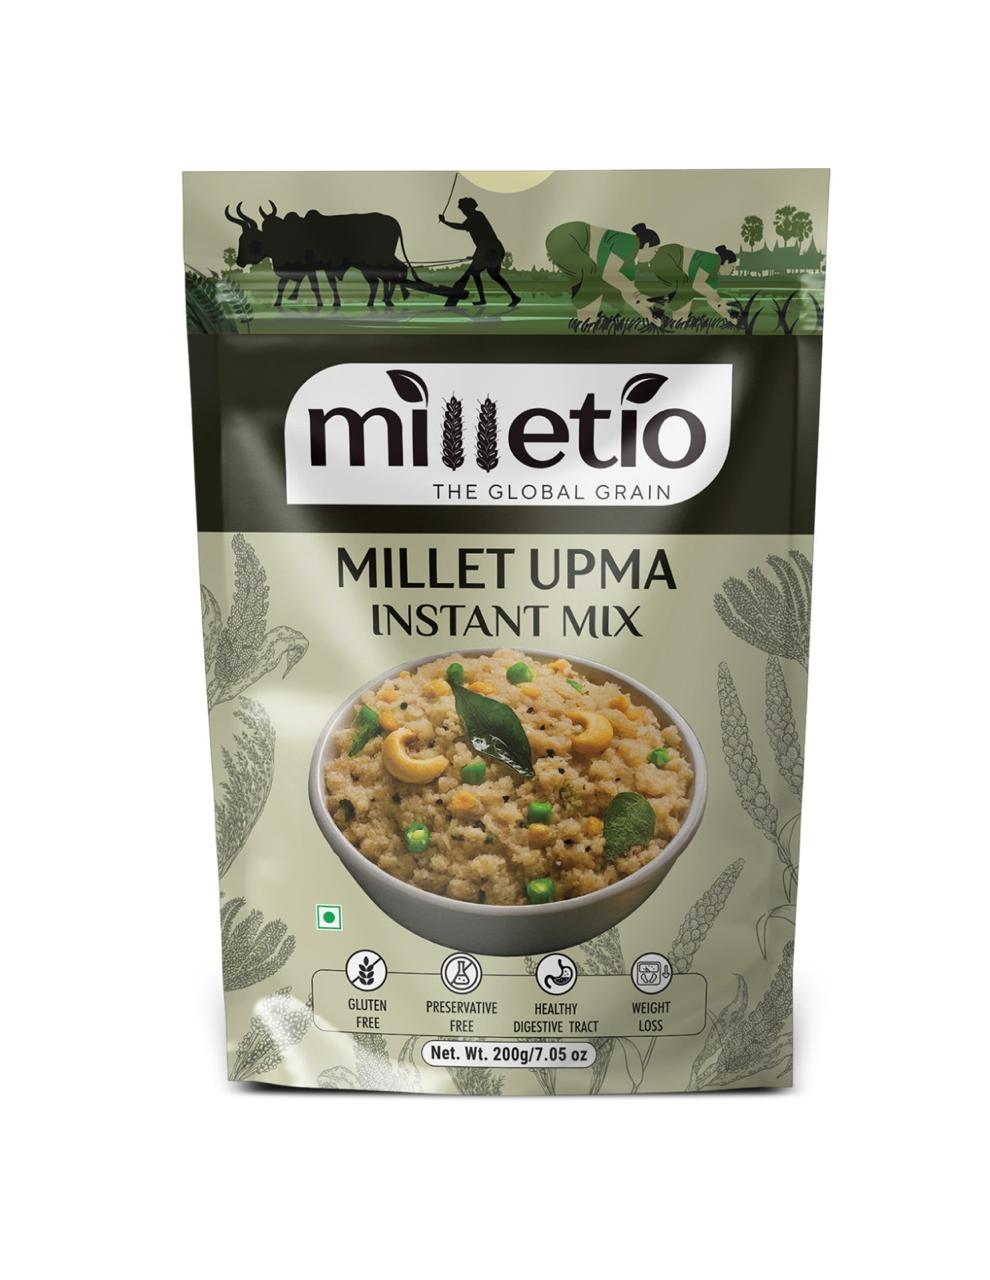 milletio
THE GLOBAL GRAIN
MILLET UPMA
INSTANT MIX
GLUTEN
FREE
PRESERVATIVE
FREE
HEALTHY
DIGESTIVE TRACT
WEIGHT
LOSS
Net. Wt. 200g/7.05 oz